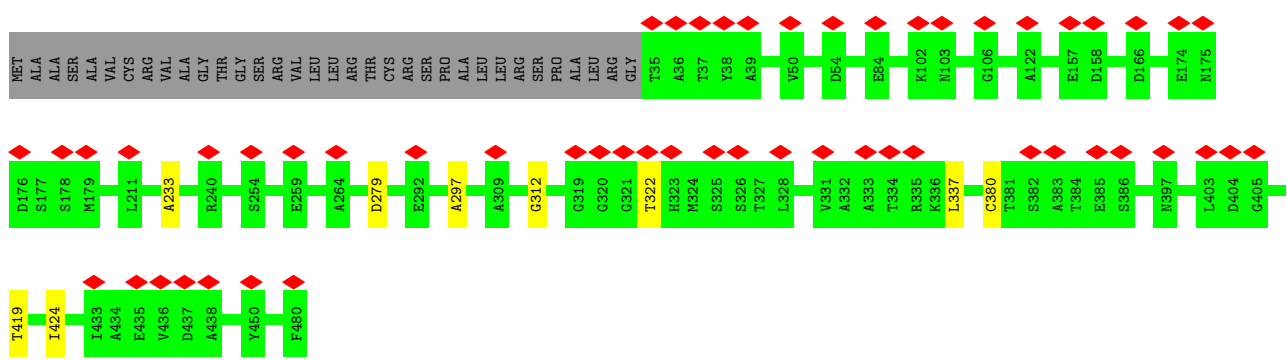 MET ALA ALA SER ALA VAL CYS ARG VAL ALA GLY THR GLY SER ARG VAL LEU LEU ARG THR CYS ARG SER PRO ALA LEU LEU ARG SER PRO ALA LEU ARG GLY T35 A36 T37 Y38 A39 V50 D54 E84 K102 N103 G106 A122 E157 D158 D166 E174 N175
D176 S177 S178 M179 L211 A233 R240 S254 E259 A264 D279 E292 A297 A309 G312 G319 G320 G321 T322 H323 M324 S325 S326 T327 L328 V331 A332 A333 T334 R335 K336 L337 C380 T381 S382 A383 T384 E385 S386 N397 L403 D404 G405
T419 I424 I433 A434 E435 V436 D437 A438 Y450 F480